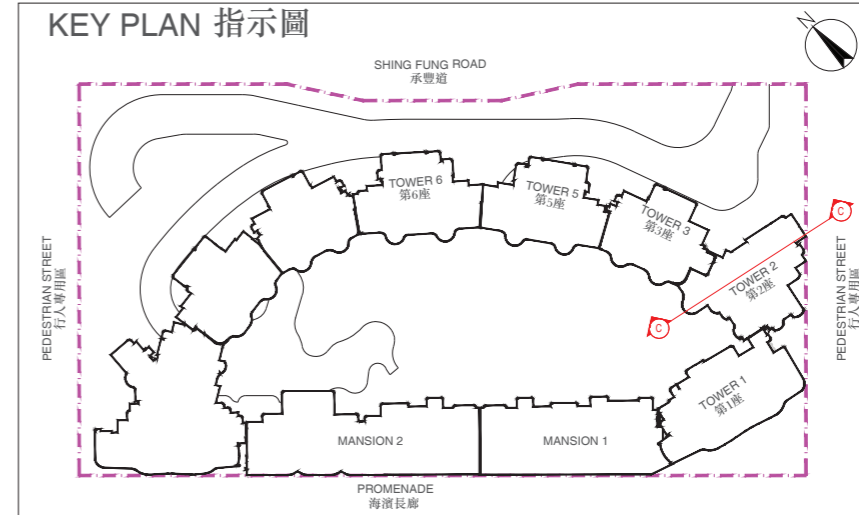 KEY PLAN 指示圖
SHING FUNG ROAD
承豐道
N
TOWER 6
第6座
TOWER 5
第5座
TOWER 3
第3座
C
TOWER 2
第2座
C
PEDESTRIAN STREET
行人專用區
PEDESTRIAN STREET
行人專用區
TOWER 1
第1座
MANSION 2
MANSION 1
PROMENADE
海濱長廊